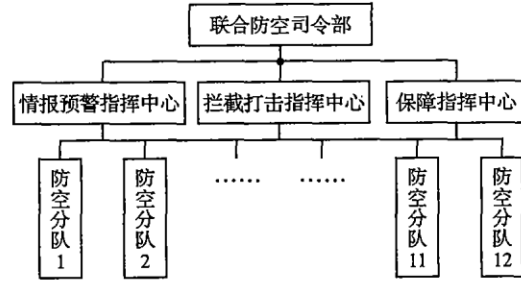 联合防空司令部
情报预警指挥中心
拦截打击指挥中心
保障指挥中心
防空分队1
防空分队2
……
……
防空分队11
防空分队12